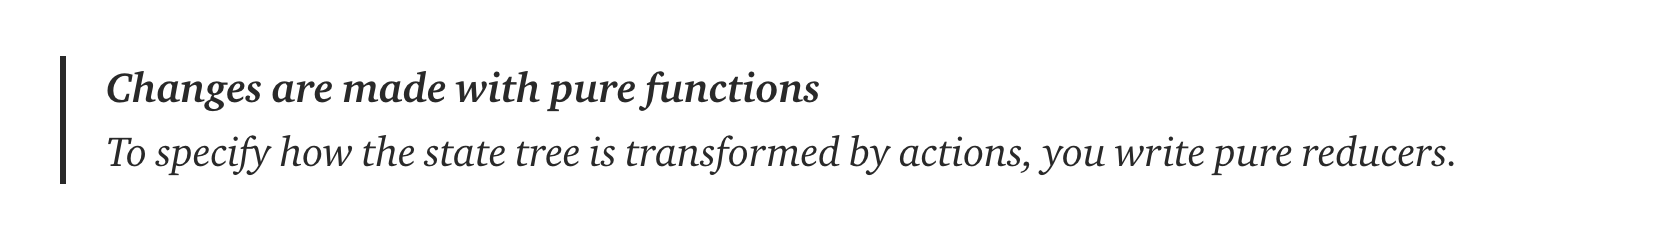 Changes are made with pure functions
To specify how the state tree is transformed by actions, you write pure reducers.